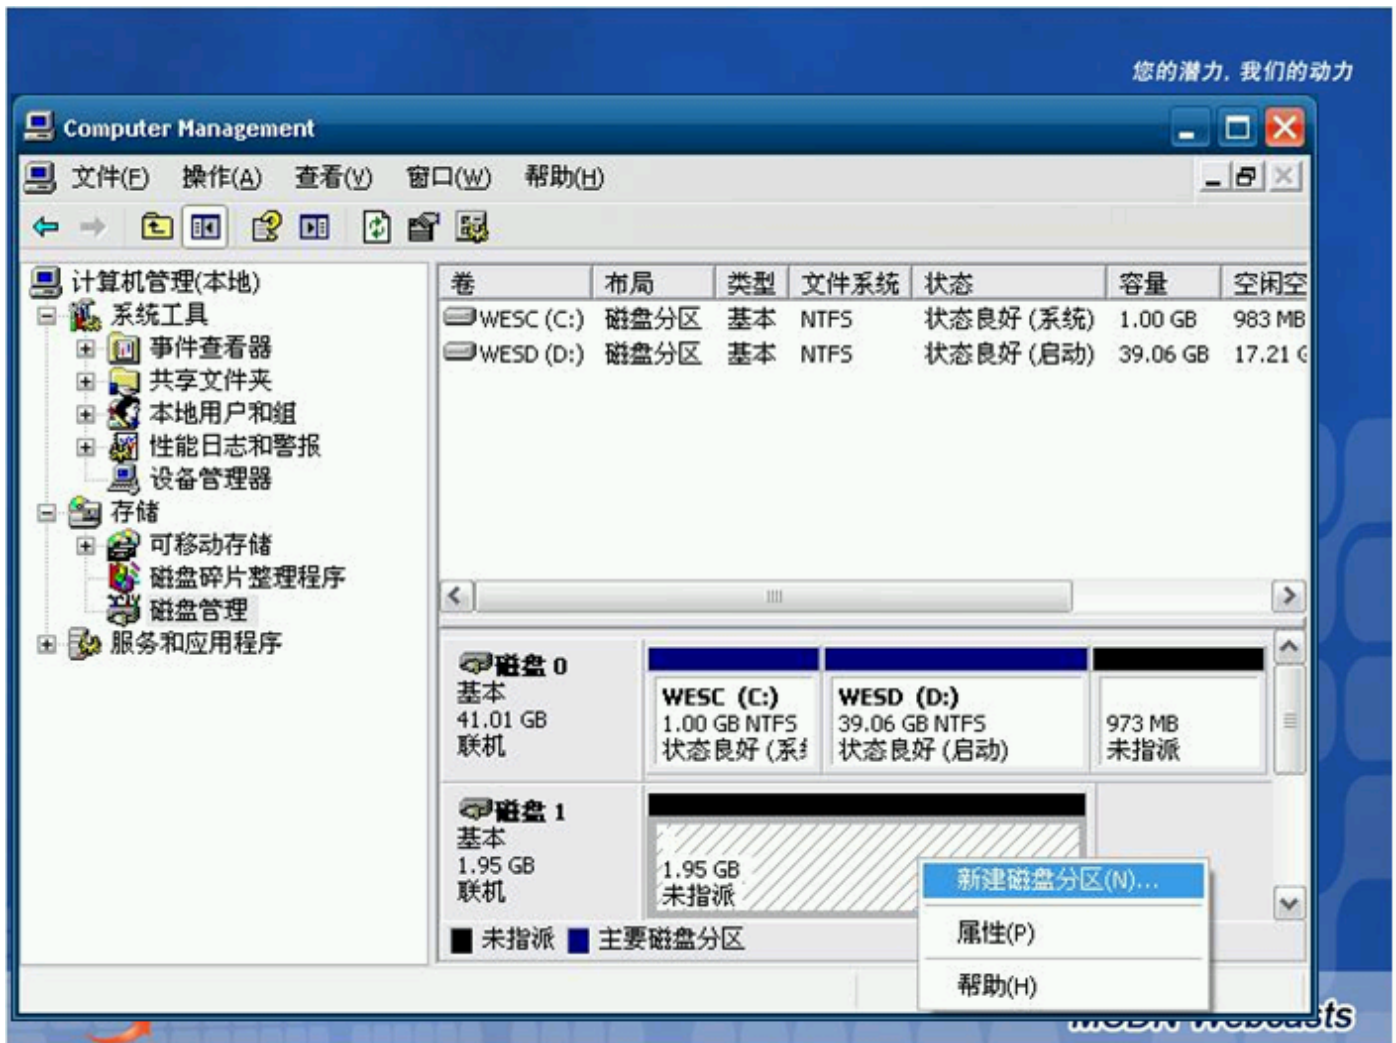 您的潜力, 我们的动力
Computer Management
文件(F) 操作(A) 查看(V) 窗口(W) 帮助(H)
计算机管理(本地)
系统工具
事件查看器
共享文件夹
本地用户和组
性能日志和警报
设备管理器
存储
可移动存储
磁盘碎片整理程序
磁盘管理
服务和应用程序
卷 布局 类型 文件系统 状态 容量 空闲空
WESC (C:) 磁盘分区 基本 NTFS 状态良好 (系统) 1.00 GB 983 MB
WESD (D:) 磁盘分区 基本 NTFS 状态良好 (启动) 39.06 GB 17.21 G
磁盘 0
基本
41.01 GB
联机
WESC (C:)
1.00 GB NTFS
状态良好 (系
WESD (D:)
39.06 GB NTFS
状态良好 (启动)
973 MB
未指派
磁盘 1
基本
1.95 GB
联机
1.95 GB
未指派
新建磁盘分区(N)...
属性(P)
帮助(H)
未指派 主要磁盘分区
MSDN Webcasts